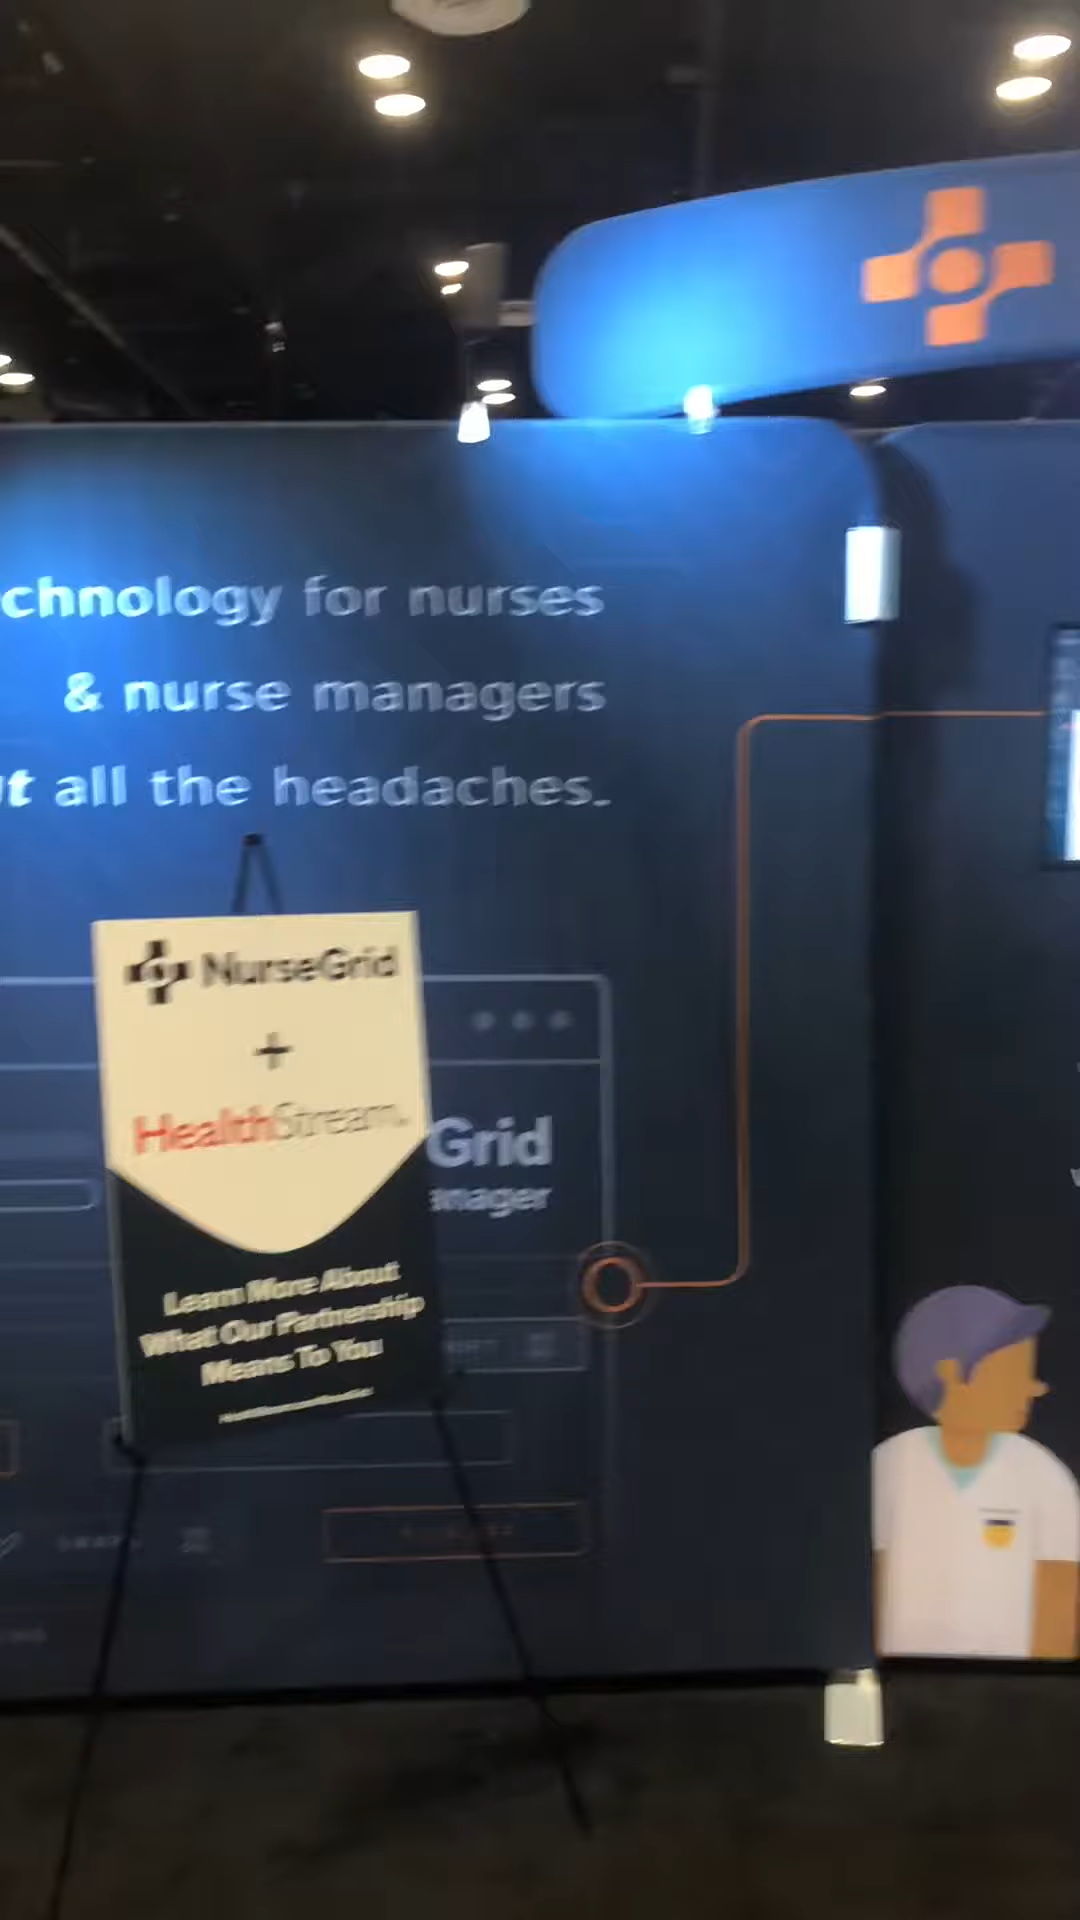 chnology for nurses
& nurse managers
t all the headaches.
NurseGrid
+
HealthStream.
Grid
anager
Learn More About
What Our Partnership
Means To You